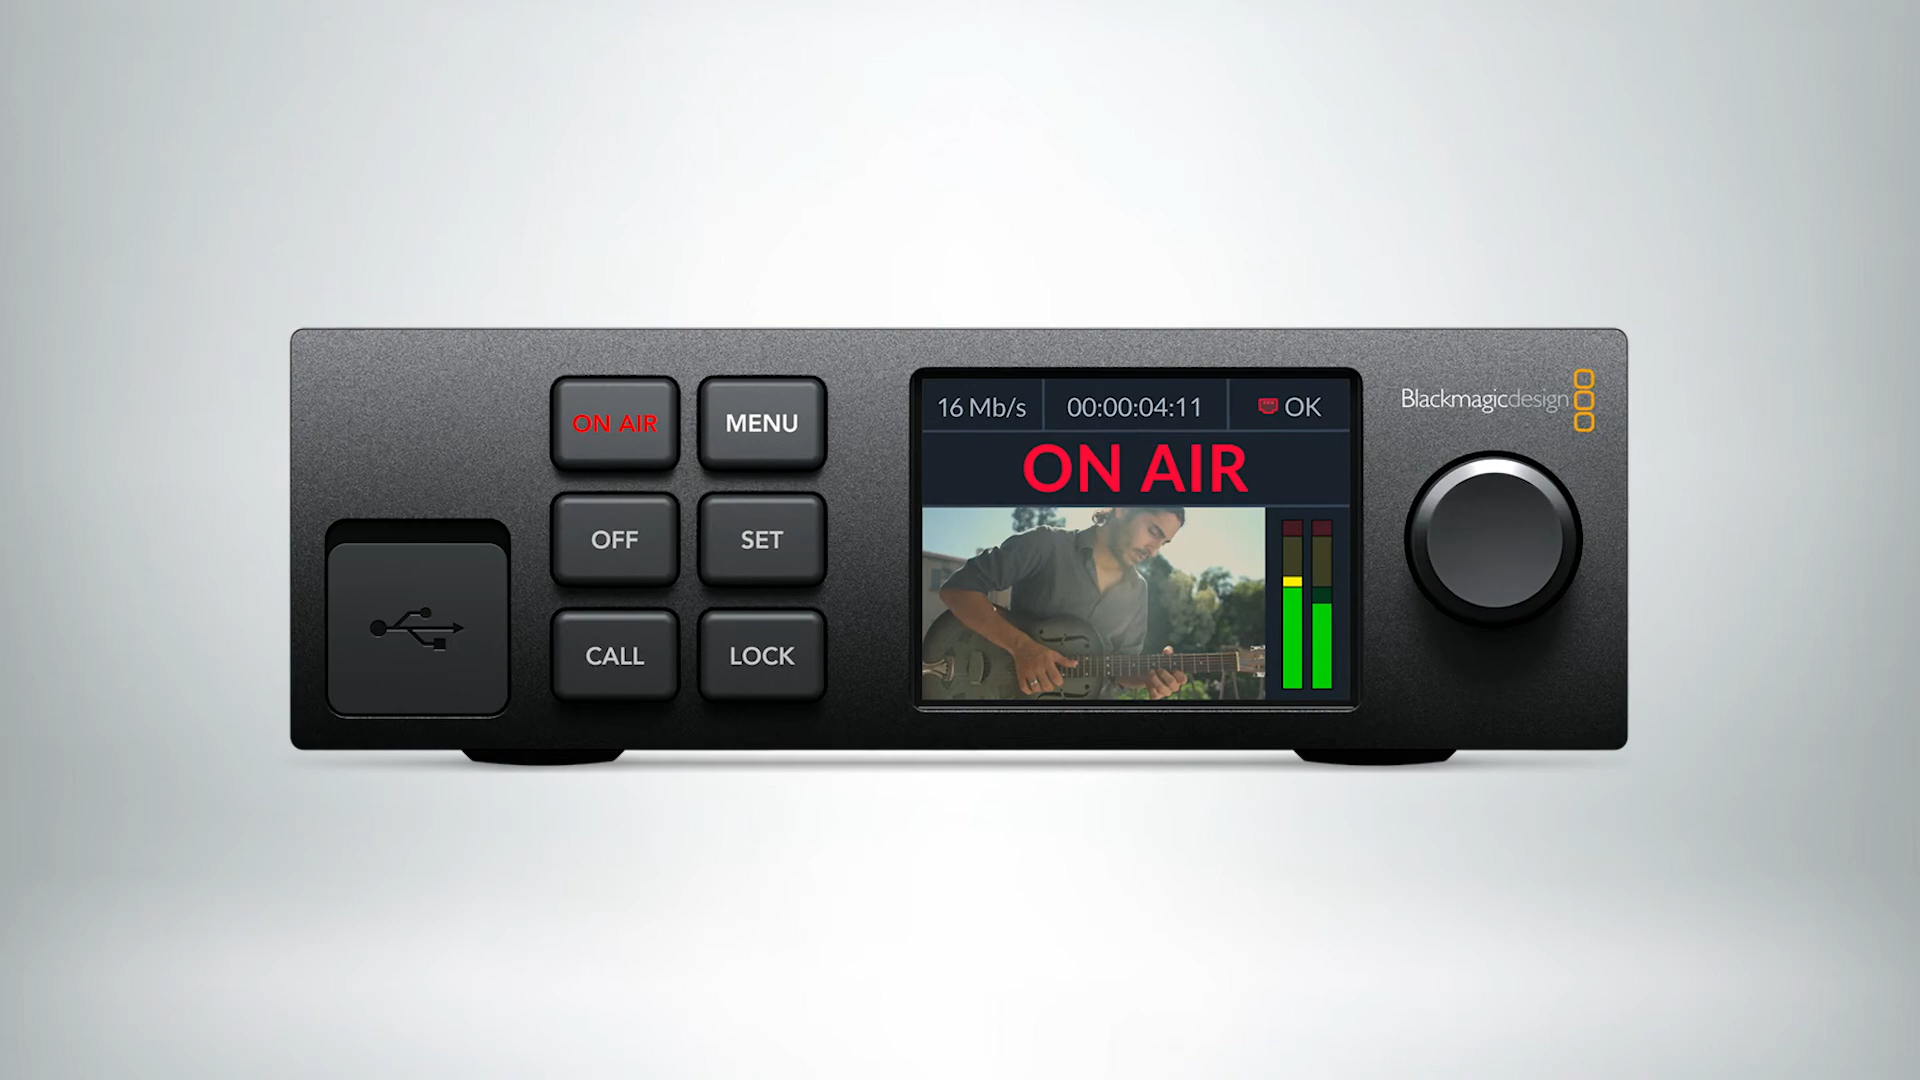 ON AIR
MENU
OFF
SET
CALL
LOCK
16 Mb/s
00:00:04:11
OK
ON AIR
Blackmagicdesign